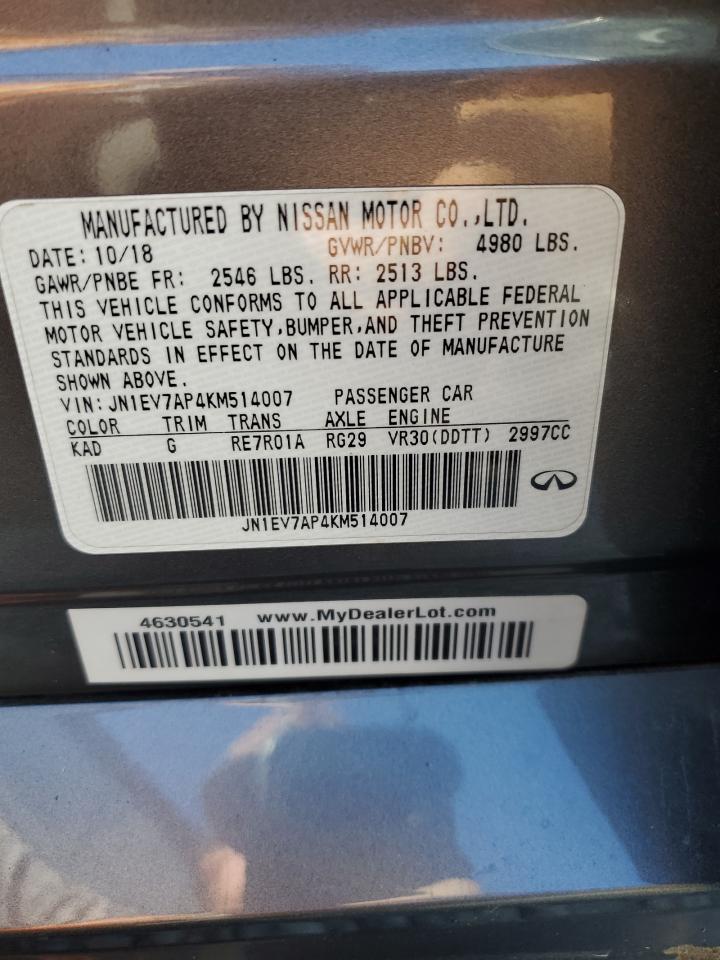 MANUFACTURED BY NISSAN MOTOR CO.,LTD.
DATE: 10/18 GVWR/PNBV: 4980 LBS.
GAWR/PNBE FR: 2546 LBS. RR: 2513 LBS.
THIS VEHICLE CONFORMS TO ALL APPLICABLE FEDERAL
MOTOR VEHICLE SAFETY,BUMPER,AND THEFT PREVENTION
STANDARDS IN EFFECT ON THE DATE OF MANUFACTURE
SHOWN ABOVE.
VIN: JN1EV7AP4KM514007 PASSENGER CAR
COLOR TRIM TRANS AXLE ENGINE
KAD G RE7R01A RG29 VR30(DDTT) 2997CC
JN1EV7AP4KM514007
4630541 www.MyDealerLot.com